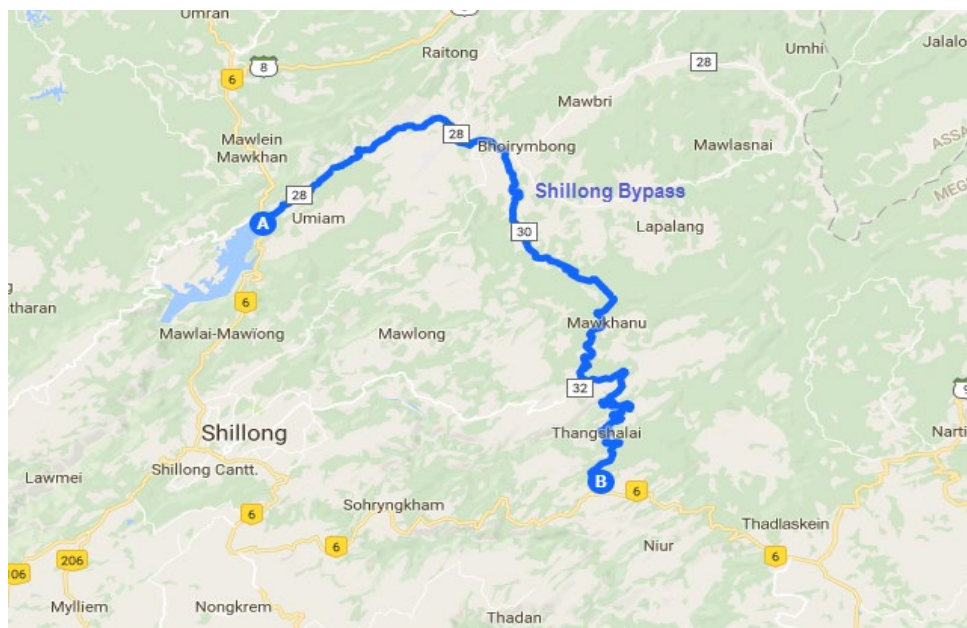 Umran
8
Raitong
28
Umhi
Jalalo
6
Mawbri
Mawlein
Mawkhan
28
Bhoirymbong
Mawlasnai
ASSA
MEG
28
Shillong Bypass
A
Umiam
30
Lapalang
6
tharan
Mawlai-Mawïong
Mawlong
Mawkhanu
32
9
Shillong
Thangshalai
Narti
Shillong Cantt.
Lawmei
B
6
6
Sohryngkham
Thadlaskein
6
Niur
6
206
06
Mylliem
Nongkrem
Thadan